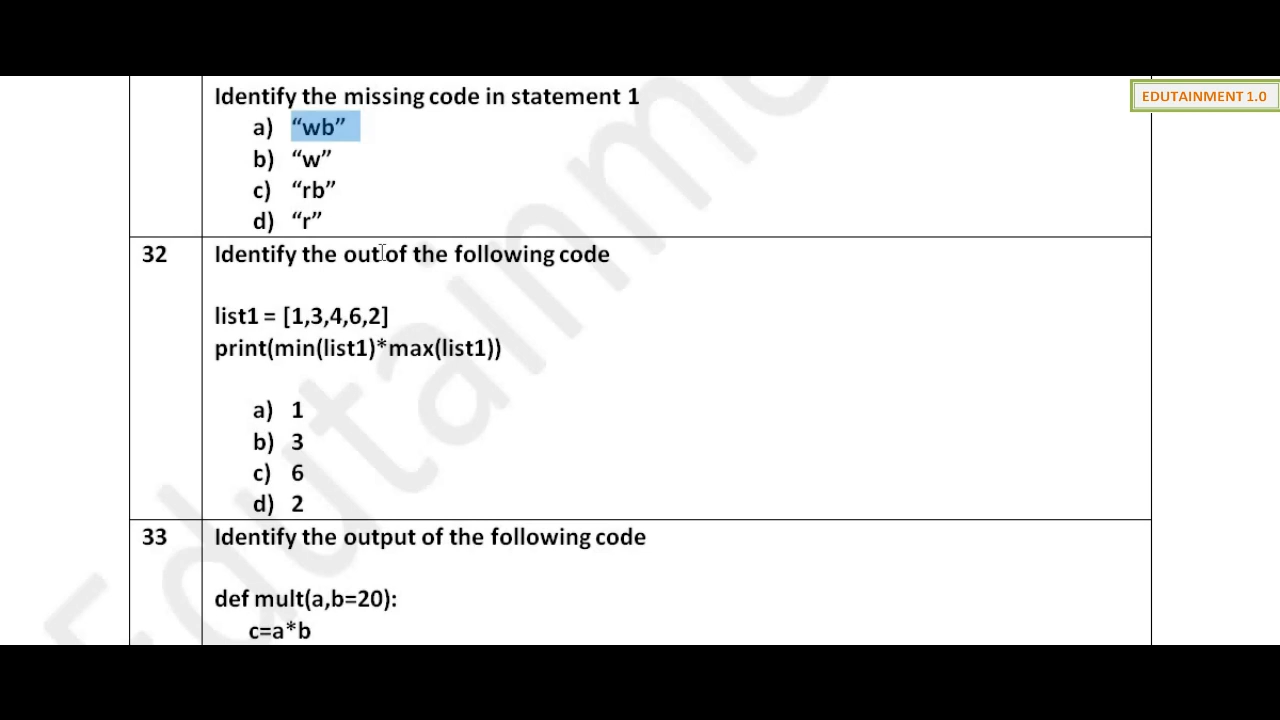 EDUTAINMENT 1.0
Identify the missing code in statement 1
a) “wb”
b) “w”
c) “rb”
d) “r”
32 Identify the out of the following code
list1 = [1,3,4,6,2]
print(min(list1)*max(list1))
a) 1
b) 3
c) 6
d) 2
33 Identify the output of the following code
def mult(a,b=20):
c=a*b
Edutainme